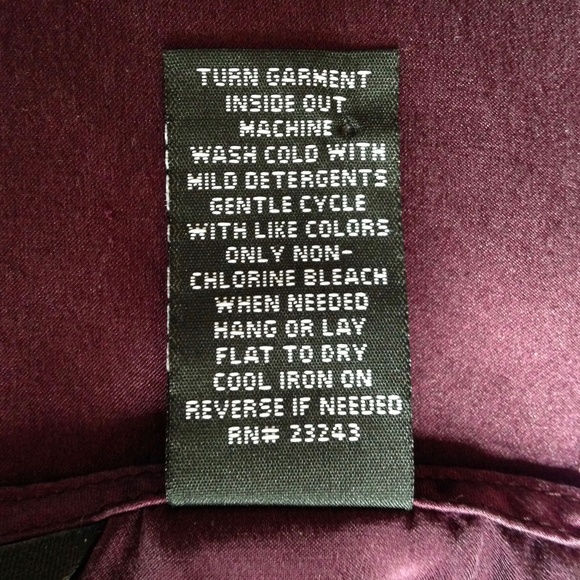 TURN GARMENT
INSIDE OUT
MACHINE
WASH COLD WITH
MILD DETERGENTS
GENTLE CYCLE
WITH LIKE COLORS
ONLY NON-
CHLORINE BLEACH
WHEN NEEDED
HANG OR LAY
FLAT TO DRY
COOL IRON ON
REVERSE IF NEEDED
RN# 23243